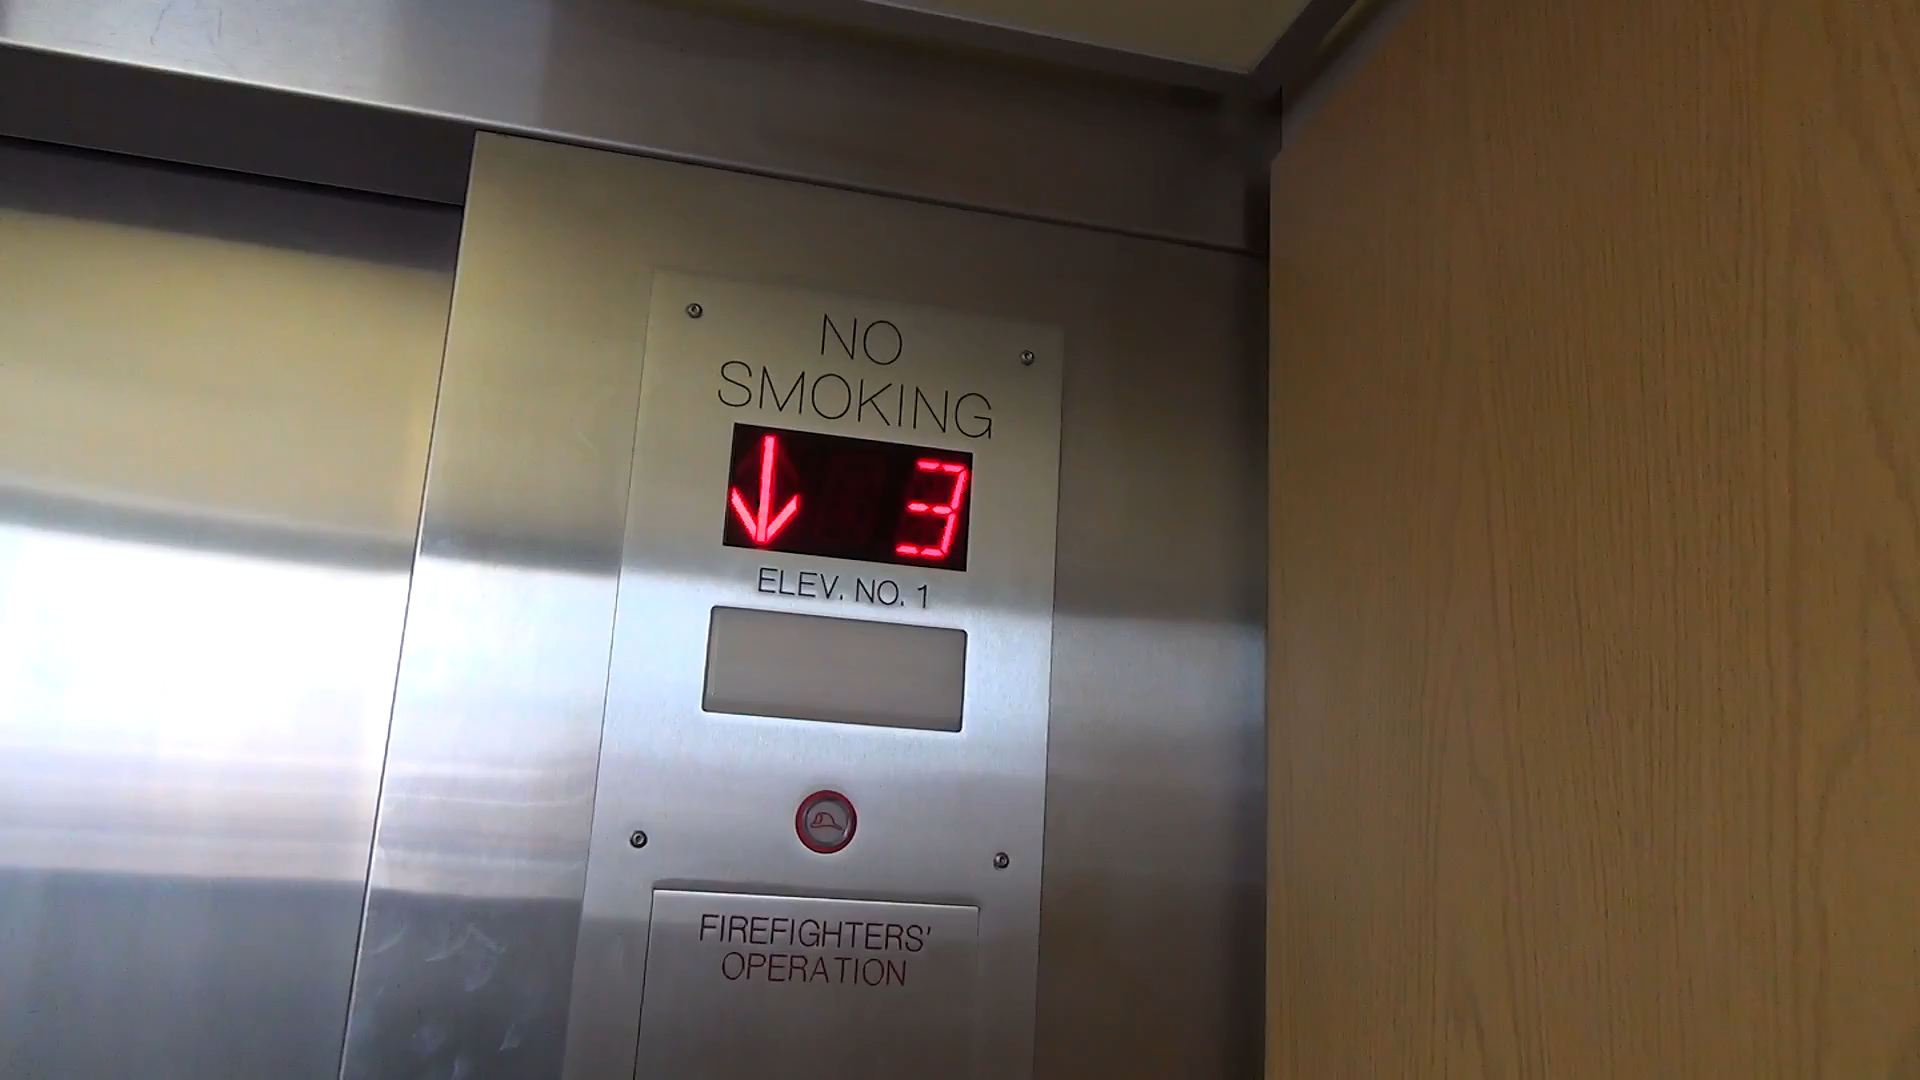 NO
SMOKING
↓ 3
ELEV. NO. 1
FIREFIGHTERS'
OPERATION